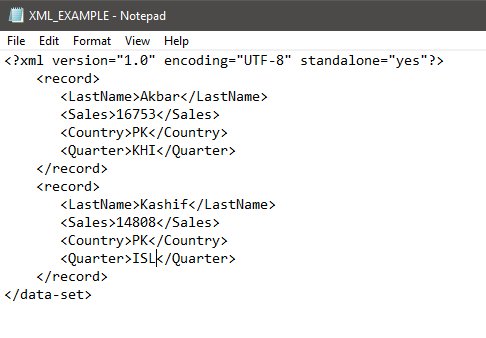 XML_EXAMPLE - Notepad
File Edit Format View Help
<?xml version="1.0" encoding="UTF-8" standalone="yes"?>
    <record>
       <LastName>Akbar</LastName>
       <Sales>16753</Sales>
       <Country>PK</Country>
       <Quarter>KHI</Quarter>
    </record>
    <record>
       <LastName>Kashif</LastName>
       <Sales>14808</Sales>
       <Country>PK</Country>
       <Quarter>ISL</Quarter>
    </record>
</data-set>